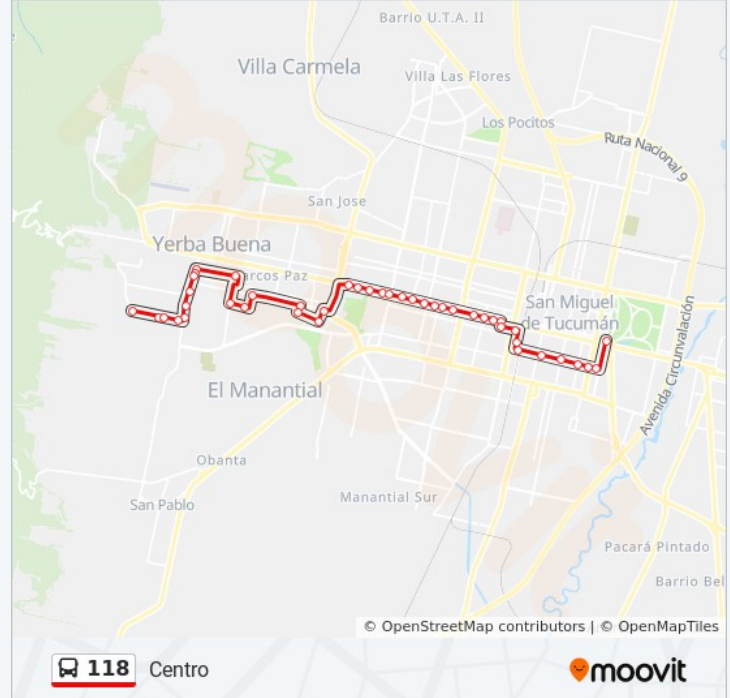 Barrio U.T.A. II
Villa Carmela
Villa Las Flores
Los Pocitos
Ruta Nacional 9
San Jose
Yerba Buena
arcos Paz
San Miguel
de Tucumán
Avenida Circunvalación
El Manantial
Obanta
Manantial Sur
San Pablo
Pacará Pintado
Barrio Bel
© OpenStreetMap contributors | © OpenMapTiles
118 Centro
moovit